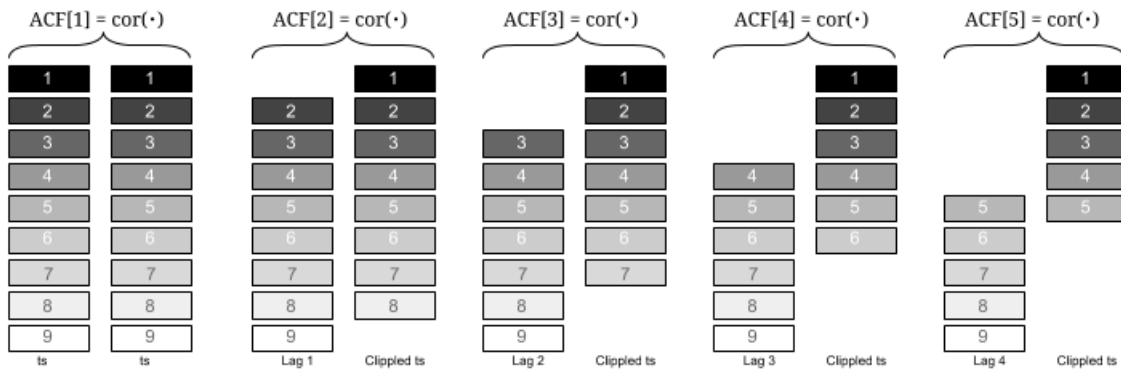 ACF[1] = cor(·) ACF[2] = cor(·) ACF[3] = cor(·) ACF[4] = cor(·) ACF[5] = cor(·)
1 1 1 1 1 1
2 2 2 2 2 2 2
3 3 3 3 3 3 3 3
4 4 4 4 4 4 4 4 4
5 5 5 5 5 5 5 5 5 5
6 6 6 6 6 6 6 6 6
7 7 7 7 7 7 7 7
8 8 8 8 8 8 8
9 9 9 9 9 9
ts ts Lag 1 Clippled ts Lag 2 Clippled ts Lag 3 Clippled ts Lag 4 Clippled ts